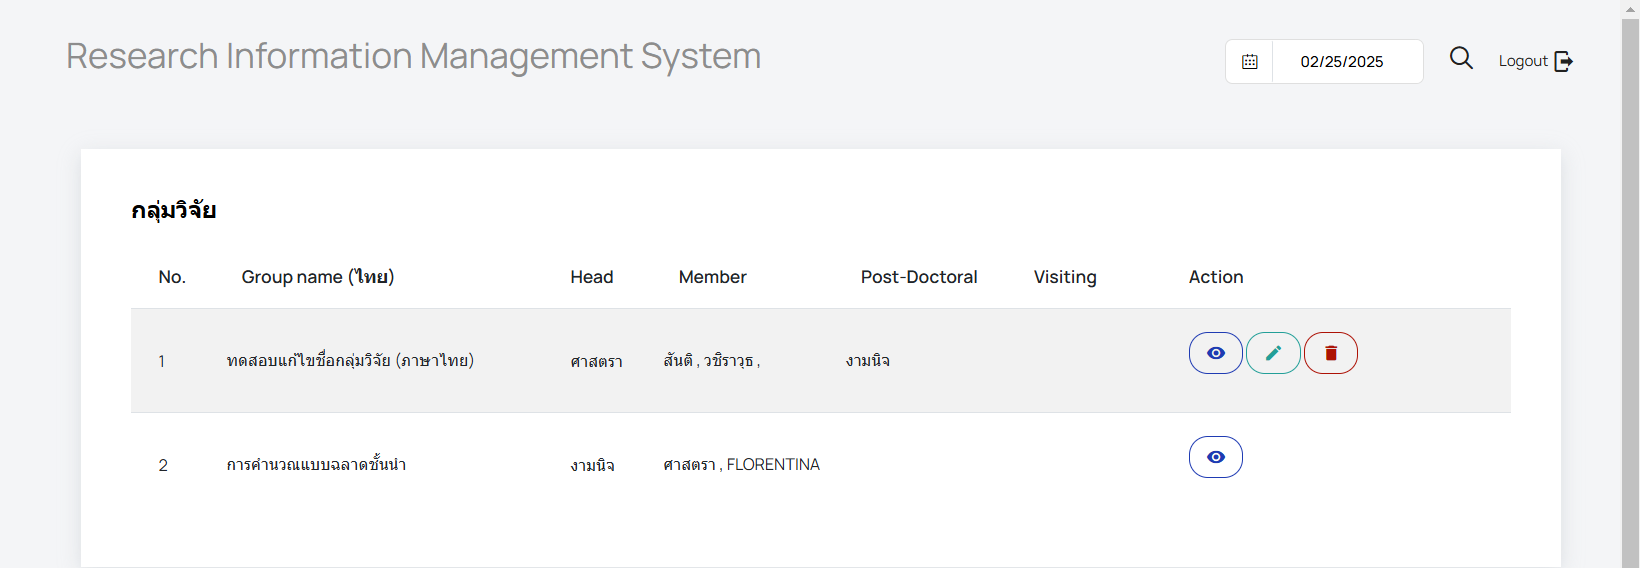 Research Information Management System
02/25/2025
Logout
กลุ่มวิจัย
No. Group name (ไทย) Head Member Post-Doctoral Visiting Action
1 ทดสอบแก้ไขชื่อกลุ่มวิจัย (ภาษาไทย) ศาสตรา สันติ , วชิราวุธ , งามนิจ
2 การคำนวณแบบฉลาดชั้นนำ งามนิจ ศาสตรา , FLORENTINA